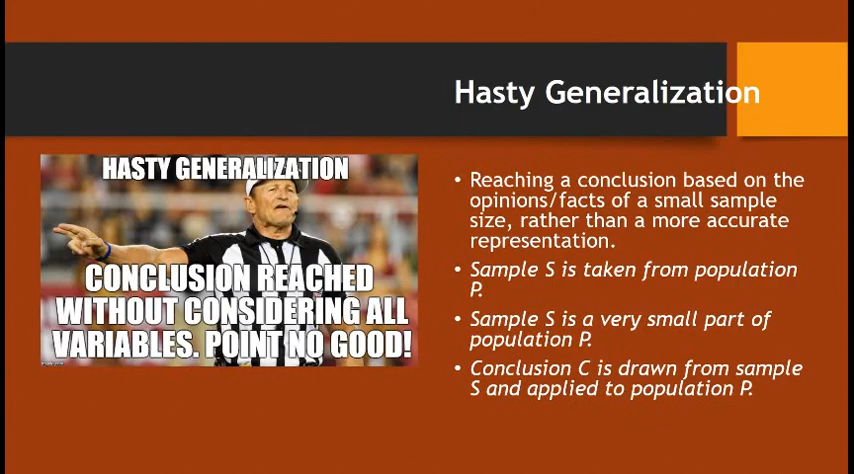 Hasty Generalization
HASTY GENERALIZATION
CONCLUSION REACHED
WITHOUT CONSIDERING ALL
VARIABLES. POINT NO GOOD!
• Reaching a conclusion based on the
opinions/facts of a small sample
size, rather than a more accurate
representation.
• Sample S is taken from population
P.
• Sample S is a very small part of
population P.
• Conclusion C is drawn from sample
S and applied to population P.